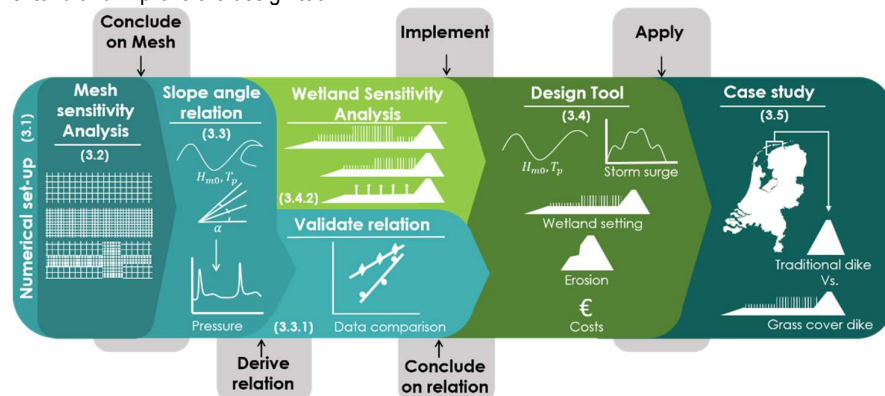 Conclude
on Mesh
Implement
Apply
Numerical set-up (3.1)
Mesh
sensitivity
Analysis
(3.2)
Slope angle
relation
(3.3)
Hm0, Tp
α
Pressure
Wetland Sensitivity
Analysis
(3.4.2)
Validate relation
(3.3.1)
Data comparison
Design Tool
(3.4)
Hm0, Tp
Storm surge
Wetland setting
Erosion
€
Costs
Case study
(3.5)
Traditional dike
Vs.
Grass cover dike
Derive
relation
Conclude
on relation